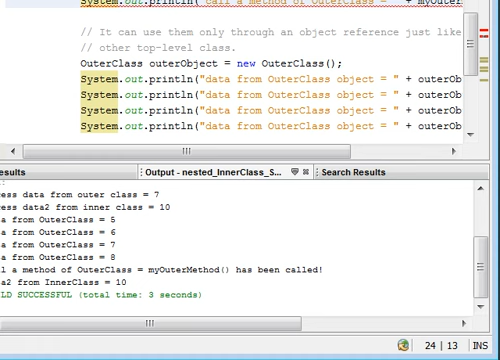 System.out.println("call a method of OuterClass = " + myOuter
// It can use them only through an object reference just like
// other top-level class.
OuterClass outerObject = new OuterClass();
System.out.println("data from OuterClass object = " + outerOb
System.out.println("data from OuterClass object = " + outerOb
System.out.println("data from OuterClass object = " + outerOb
System.out.println("data from OuterClass object = " + outerOb
esults
Output - nested_InnerClass_S...
Search Results
:
ess data from outer class = 7
ess data2 from inner class = 10
a from OuterClass = 5
a from OuterClass = 6
a from OuterClass = 7
a from OuterClass = 8
l a method of OuterClass = myOuterMethod() has been called!
a2 from InnerClass = 10
LD SUCCESSFUL (total time: 3 seconds)
24 | 13 INS